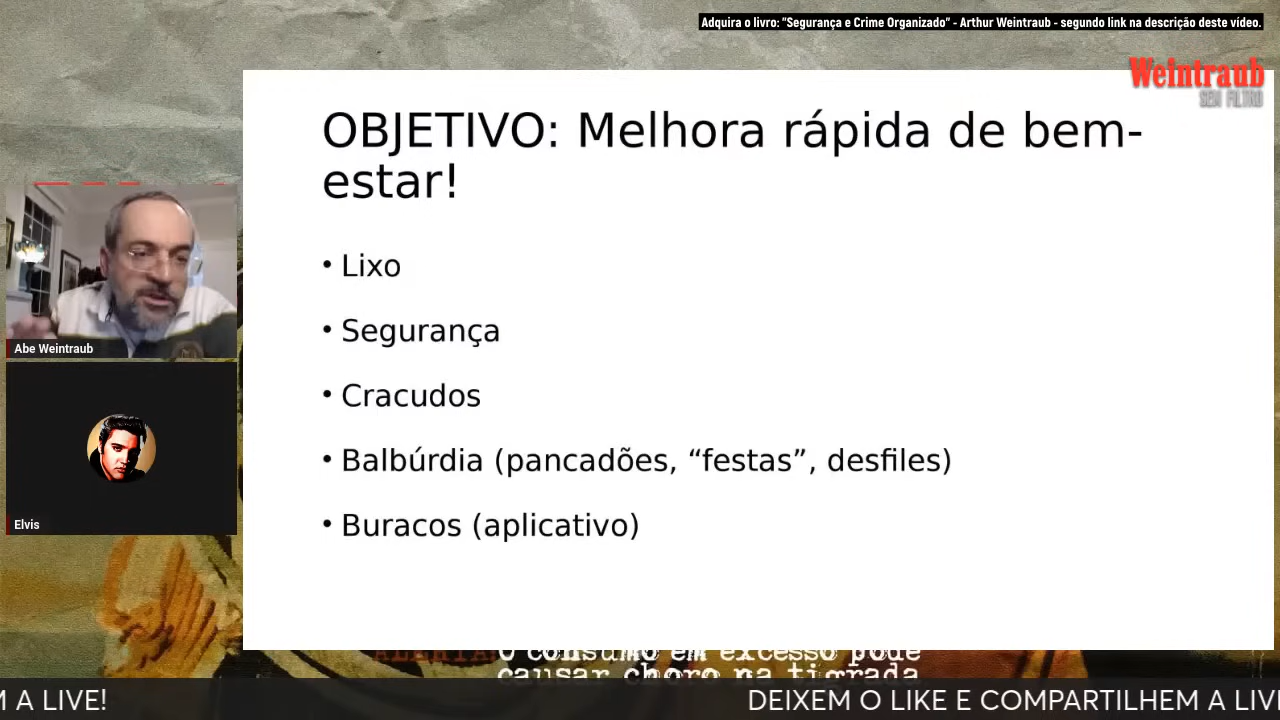 Adquira o livro: "Segurança e Crime Organizado" - Arthur Weintraub - segundo link na descrição deste vídeo.
Weintraub
SEM FILTRO
OBJETIVO: Melhora rápida de bem-
estar!
• Lixo
• Segurança
• Cracudos
• Balbúrdia (pancadões, “festas”, desfiles)
• Buracos (aplicativo)
Abe Weintraub
Elvis
ALERTA: O consumo em excesso pode
causar choro na tigrada
M A LIVE!
DEIXEM O LIKE E COMPARTILHEM A LIV